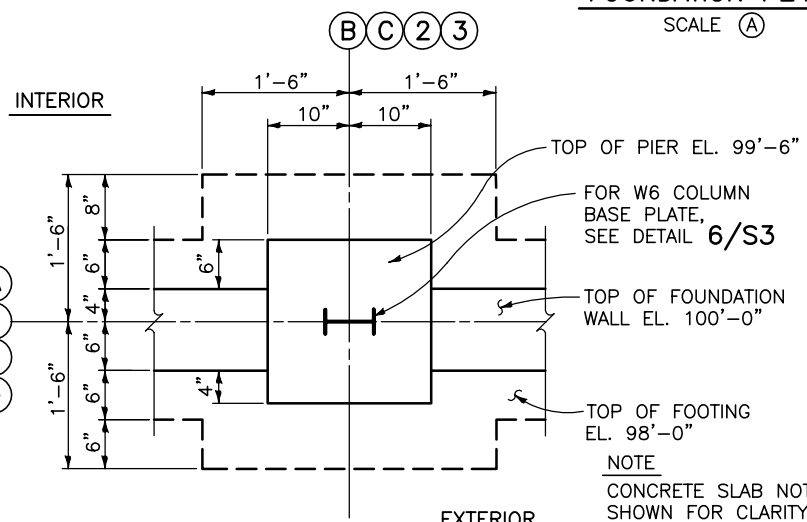 SCALE A
B C 2 3
1'-6" 1'-6"
INTERIOR
10" 10"
TOP OF PIER EL. 99'-6"
FOR W6 COLUMN
BASE PLATE,
SEE DETAIL 6/S3
1'-6"
8"
6"
6"
4"
TOP OF FOUNDATION
WALL EL. 100'-0"
1'-6"
6"
6"
4"
6"
TOP OF FOOTING
EL. 98'-0"
NOTE
CONCRETE SLAB NOT
SHOWN FOR CLARITY
EXTERIOR